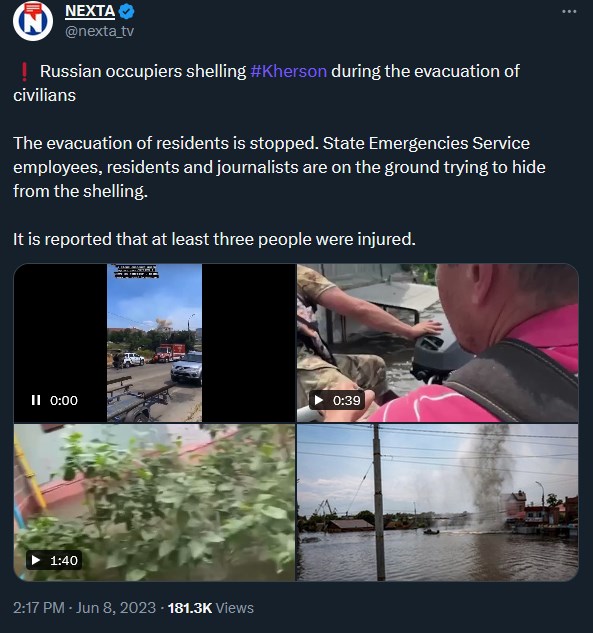 NEXTA
@nexta_tv
❗ Russian occupiers shelling #Kherson during the evacuation of
civilians
The evacuation of residents is stopped. State Emergencies Service
employees, residents and journalists are on the ground trying to hide
from the shelling.
It is reported that at least three people were injured.
0:00
0:39
1:40
2:17 PM · Jun 8, 2023 · 181.3K Views